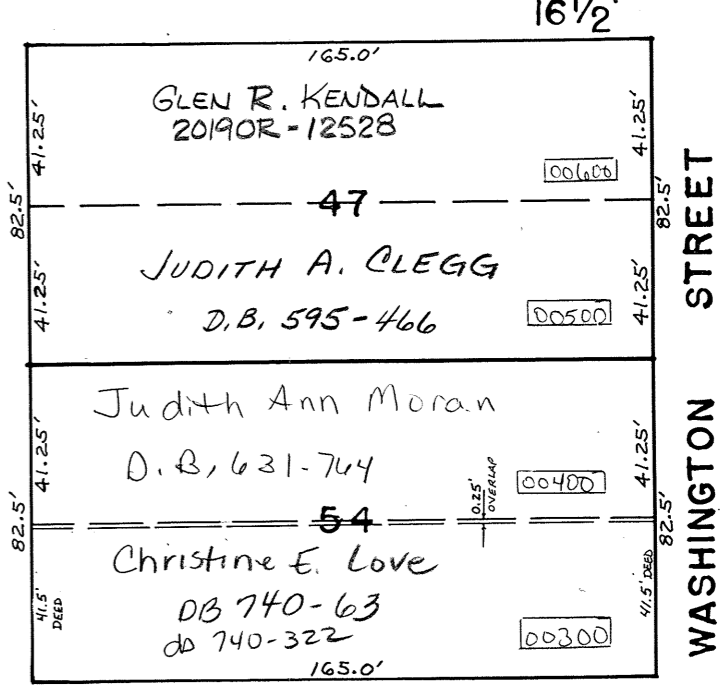 16 1/2'
165.0'
GLEN R. KENDALL
2019OR-12528
41.25'
41.25'
00600
82.5'
47
82.5'
JUDITH A. CLEGG
D.B. 595-466
41.25'
41.25'
00500
STREET
Judith Ann Moran
D.B, 631-764
41.25'
41.25'
00400
0.25'
OVERLAP
82.5'
54
82.5'
WASHINGTON
Christine E. Love
DB 740-63
db 740-322
41.5'
DEED
41.5' DEED
00300
165.0'